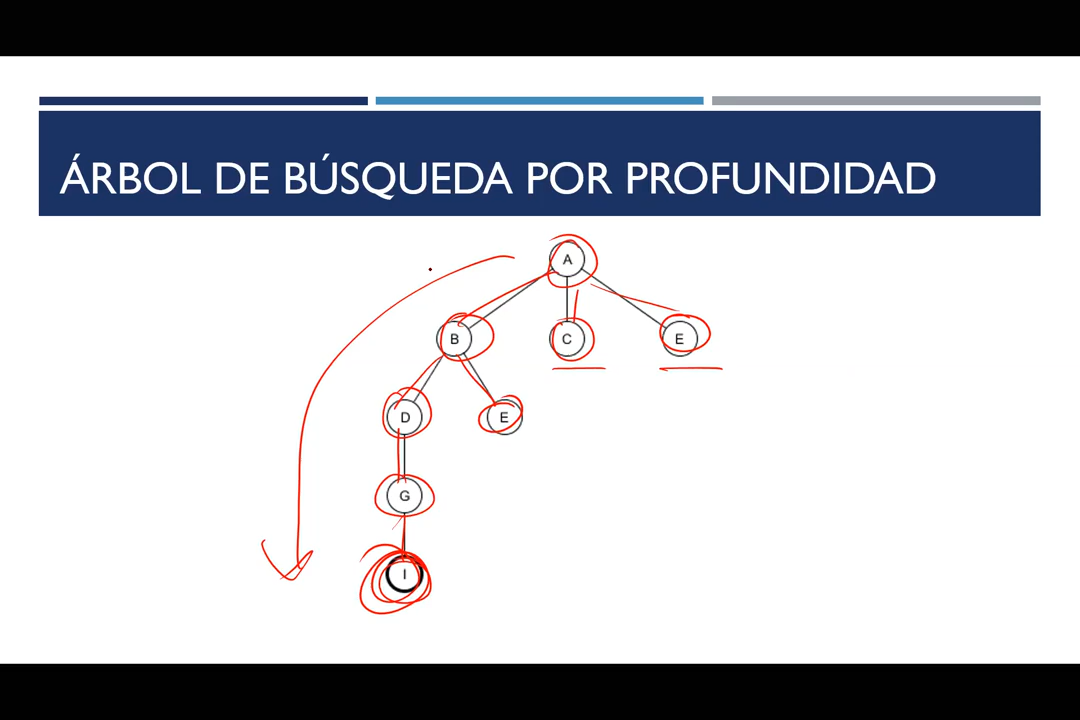 ÁRBOL DE BÚSQUEDA POR PROFUNDIDAD
A
B C E
D E
G
I